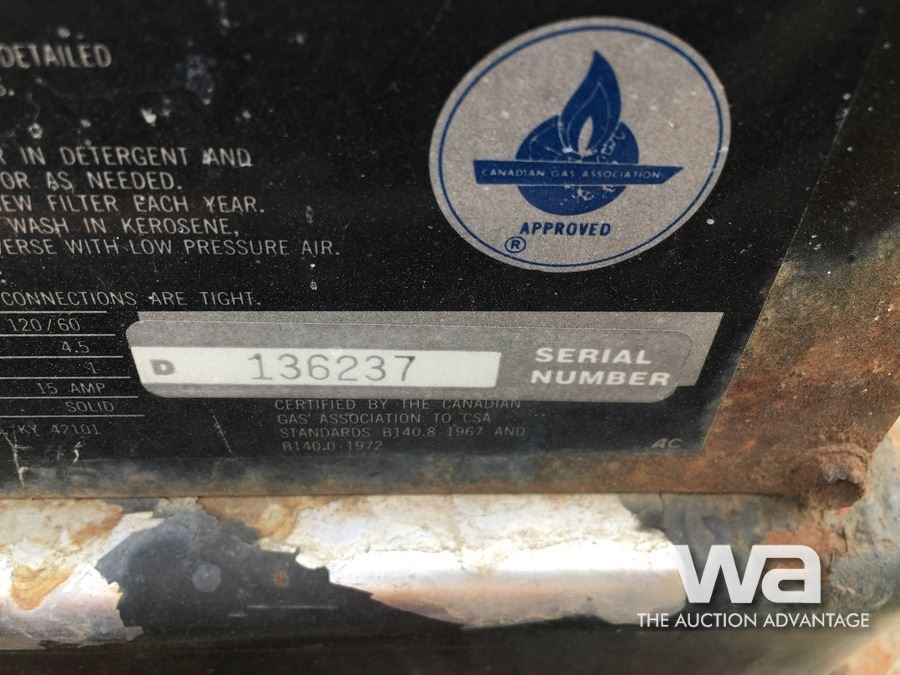 DETAILED
S.
R IN DETERGENT AND
OR AS NEEDED.
EW FILTER EACH YEAR.
WASH IN KEROSENE,
VERSE WITH LOW PRESSURE AIR.
CONNECTIONS ARE TIGHT.
120/60
4.5
1
15 AMP
SOLID
KY 42101
CANADIAN GAS ASSOCIATION
APPROVED
®
D 136237
SERIAL
NUMBER
CERTIFIED BY THE CANADIAN
GAS ASSOCIATION TO CSA
STANDARDS B140.8-1967 AND
B140.0-1972
AC
wa
THE AUCTION ADVANTAGE